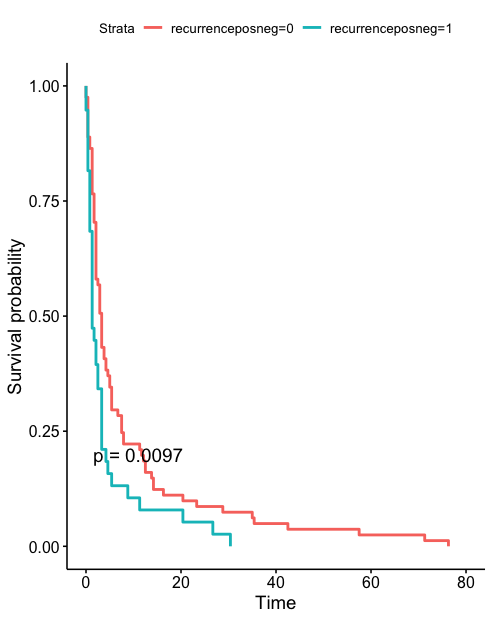 Strata recurrenceposneg=0 recurrenceposneg=1
1.00
0.75
0.50
0.25
0.00
Survival probability
p = 0.0097
0 20 40 60 80
Time